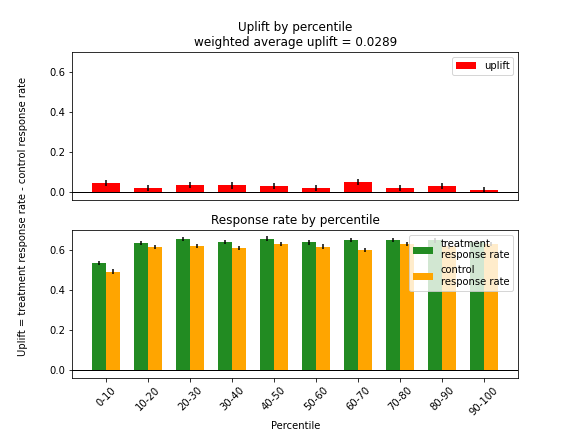 Uplift by percentile
weighted average uplift = 0.0289
uplift
0.6
0.4
0.2
0.0
Uplift = treatment response rate - control response rate
Response rate by percentile
treatment
response rate
control
response rate
0.6
0.4
0.2
0.0
0-10
10-20
20-30
30-40
40-50
50-60
60-70
70-80
80-90
90-100
Percentile